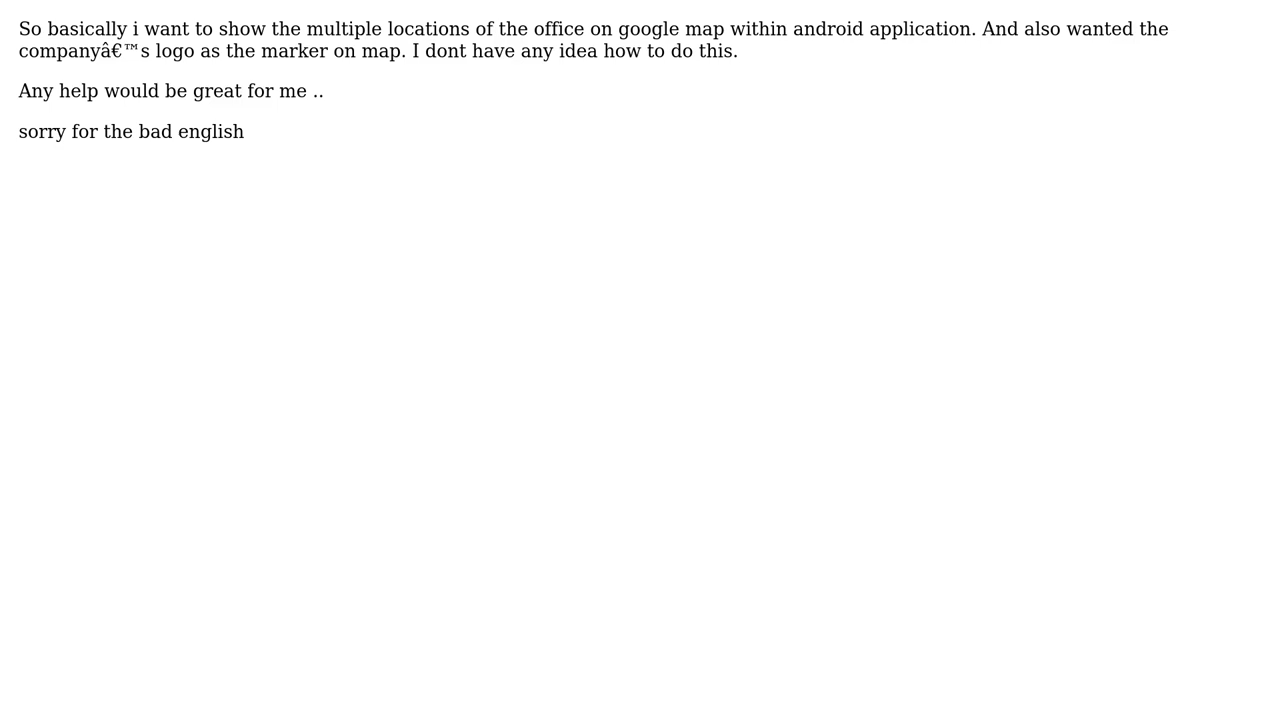 So basically i want to show the multiple locations of the office on google map within android application. And also wanted the
companyâ€™s logo as the marker on map. I dont have any idea how to do this.
Any help would be great for me ..
sorry for the bad english